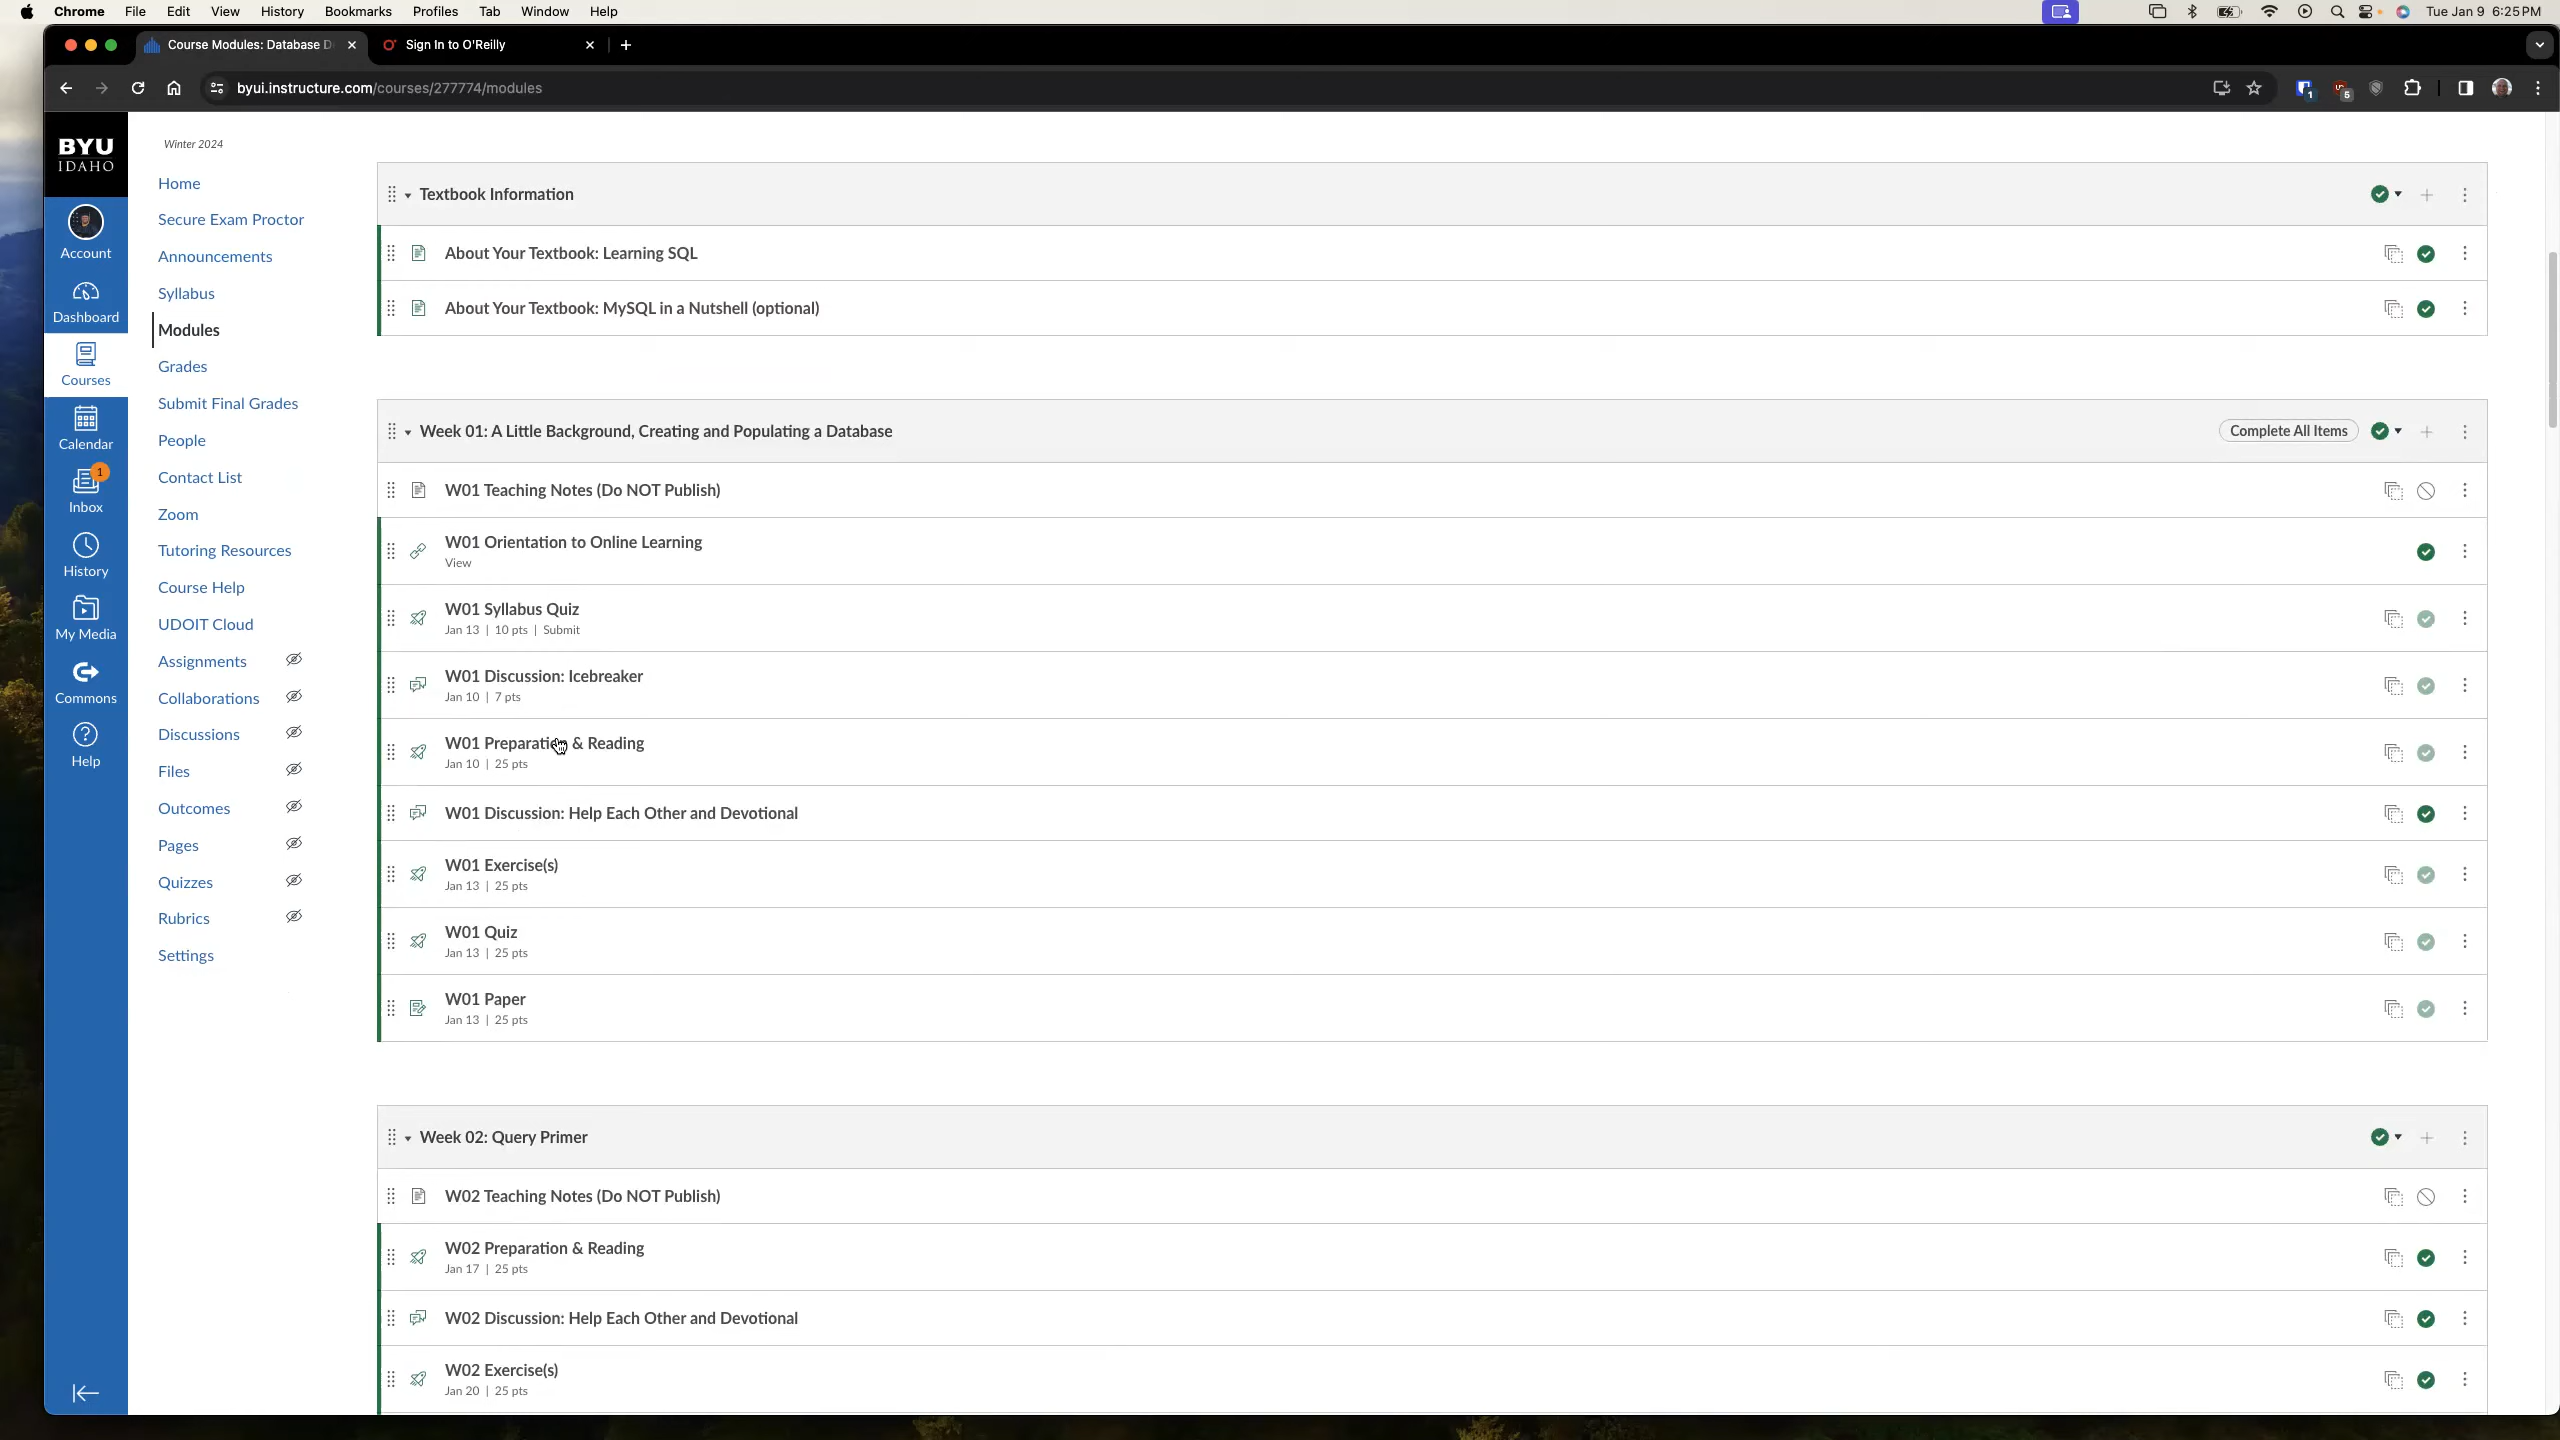 Chrome File Edit View History Bookmarks Profiles Tab Window Help
Tue Jan 9 6:25 PM
Course Modules: Database D
Sign In to O'Reilly
byui.instructure.com/courses/277774/modules
1
5
BYU
IDAHO
Account
Dashboard
Courses
Calendar
1
Inbox
History
My Media
Commons
Help
Winter 2024
Home
Secure Exam Proctor
Announcements
Syllabus
Modules
Grades
Submit Final Grades
People
Contact List
Zoom
Tutoring Resources
Course Help
UDOIT Cloud
Assignments
Collaborations
Discussions
Files
Outcomes
Pages
Quizzes
Rubrics
Settings
Textbook Information
About Your Textbook: Learning SQL
About Your Textbook: MySQL in a Nutshell (optional)
Week 01: A Little Background, Creating and Populating a Database
Complete All Items
W01 Teaching Notes (Do NOT Publish)
W01 Orientation to Online Learning
View
W01 Syllabus Quiz
Jan 13 | 10 pts | Submit
W01 Discussion: Icebreaker
Jan 10 | 7 pts
W01 Preparation & Reading
Jan 10 | 25 pts
W01 Discussion: Help Each Other and Devotional
W01 Exercise(s)
Jan 13 | 25 pts
W01 Quiz
Jan 13 | 25 pts
W01 Paper
Jan 13 | 25 pts
Week 02: Query Primer
W02 Teaching Notes (Do NOT Publish)
W02 Preparation & Reading
Jan 17 | 25 pts
W02 Discussion: Help Each Other and Devotional
W02 Exercise(s)
Jan 20 | 25 pts